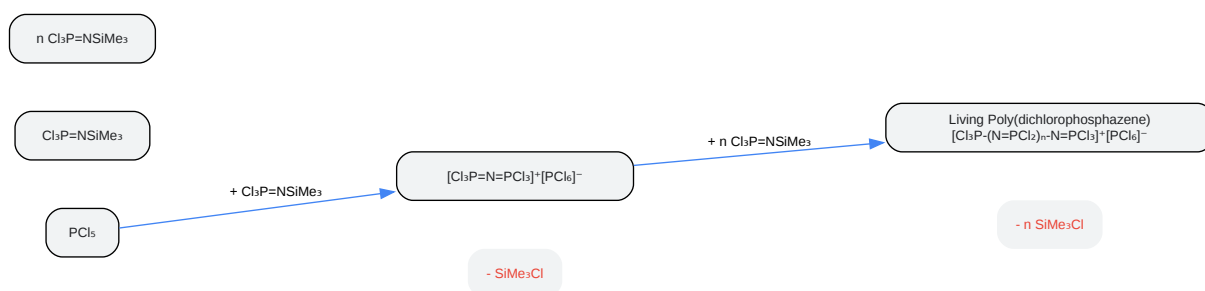 n Cl₃P=NSiMe₃
Cl₃P=NSiMe₃
PCl₅
+ Cl₃P=NSiMe₃
[Cl₃P=N=PCl₃]⁺[PCl₆]⁻
- SiMe₃Cl
+ n Cl₃P=NSiMe₃
Living Poly(dichlorophosphazene)
[Cl₃P-(N=PCl₂)ₙ-N=PCl₃]⁺[PCl₆]⁻
- n SiMe₃Cl